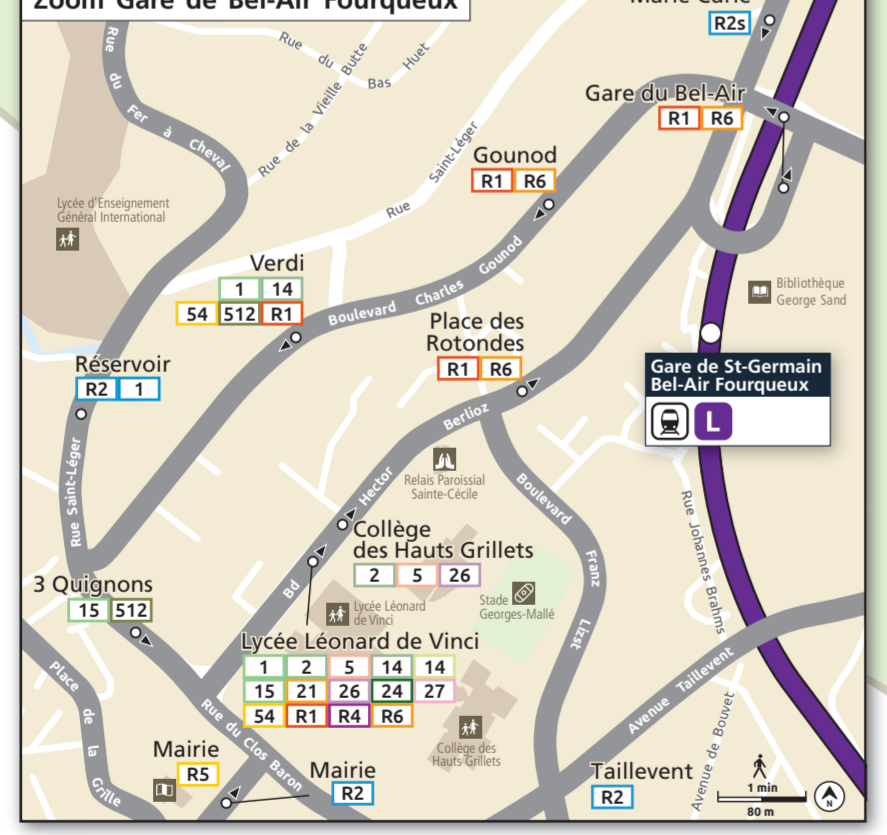 Zoom Gare de Bel-Air Fourqueux
Marie Curie
R2s
Rue du Fer à Cheval
Rue du Bas Huet
Rue de la Vieille Butte
Rue Saint-Léger
Gare du Bel-Air
R1 R6
Gounod
R1 R6
Lycée d'Enseignement
Général International
Verdi
1 14
54 512 R1
Boulevard Charles Gounod
Bibliothèque
George Sand
Place des
Rotondes
R1 R6
Réservoir
R2 1
Gare de St-Germain
Bel-Air Fourqueux
L
Rue Saint-Léger
Bd Hector Berlioz
Relais Paroissial
Sainte-Cécile
Boulevard Franz Lizst
Rue Johannes Brahms
Collège
des Hauts Grillets
2 5 26
3 Quignons
15 512
Lycée Léonard
de Vinci
Stade
Georges-Mallé
Lycée Léonard de Vinci
1 2 5 14 14
15 21 26 24 27
54 R1 R4 R6
Place de la Grille
Rue du Clos Baron
Collège des
Hauts Grillets
Avenue Taillevent
Avenue de Bouvet
Mairie
R5
Mairie
R2
Taillevent
R2
1 min
80 m
N